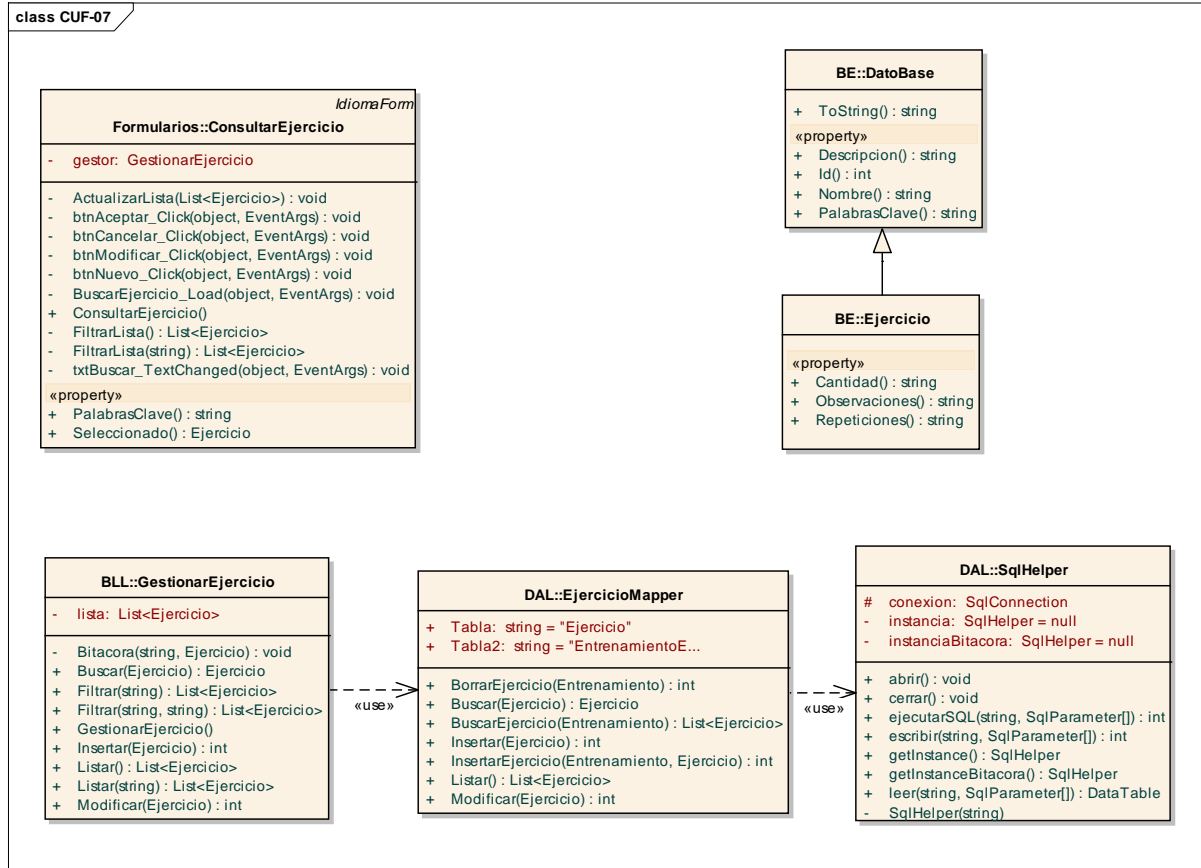 class CUF-07
IdiomaForm
Formularios::ConsultarEjercicio
- gestor: GestionarEjercicio
- ActualizarLista(List<Ejercicio>) : void
- btnAceptar_Click(object, EventArgs) : void
- btnCancelar_Click(object, EventArgs) : void
- btnModificar_Click(object, EventArgs) : void
- btnNuevo_Click(object, EventArgs) : void
- BuscarEjercicio_Load(object, EventArgs) : void
+ ConsultarEjercicio()
- FiltrarLista() : List<Ejercicio>
- FiltrarLista(string) : List<Ejercicio>
- txtBuscar_TextChanged(object, EventArgs) : void
«property»
+ PalabrasClave() : string
+ Seleccionado() : Ejercicio
BE::DatoBase
+ ToString() : string
«property»
+ Descripcion() : string
+ Id() : int
+ Nombre() : string
+ PalabrasClave() : string
BE::Ejercicio
«property»
+ Cantidad() : string
+ Observaciones() : string
+ Repeticiones() : string
BLL::GestionarEjercicio
- lista: List<Ejercicio>
- Bitacora(string, Ejercicio) : void
+ Buscar(Ejercicio) : Ejercicio
+ Filtrar(string) : List<Ejercicio>
+ Filtrar(string, string) : List<Ejercicio>
+ GestionarEjercicio()
+ Insertar(Ejercicio) : int
+ Listar() : List<Ejercicio>
+ Listar(string) : List<Ejercicio>
+ Modificar(Ejercicio) : int
«use»
DAL::EjercicioMapper
+ Tabla: string = "Ejercicio"
+ Tabla2: string = "EntrenamientoE...
+ BorrarEjercicio(Entrenamiento) : int
+ Buscar(Ejercicio) : Ejercicio
+ BuscarEjercicio(Entrenamiento) : List<Ejercicio>
+ Insertar(Ejercicio) : int
+ InsertarEjercicio(Entrenamiento, Ejercicio) : int
+ Listar() : List<Ejercicio>
+ Modificar(Ejercicio) : int
«use»
DAL::SqlHelper
# conexion: SqlConnection
- instancia: SqlHelper = null
- instanciaBitacora: SqlHelper = null
+ abrir() : void
+ cerrar() : void
+ ejecutarSQL(string, SqlParameter[]) : int
+ escribir(string, SqlParameter[]) : int
+ getInstance() : SqlHelper
+ getInstanceBitacora() : SqlHelper
+ leer(string, SqlParameter[]) : DataTable
- SqlHelper(string)